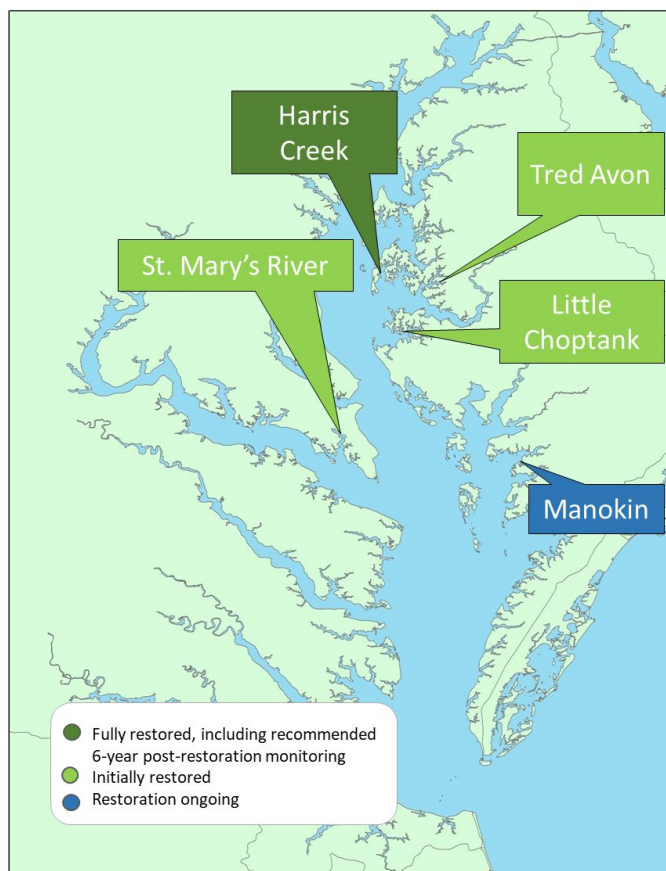 Harris
Creek
Tred Avon
St. Mary's River
Little
Choptank
Manokin
Fully restored, including recommended
6-year post-restoration monitoring
Initially restored
Restoration ongoing